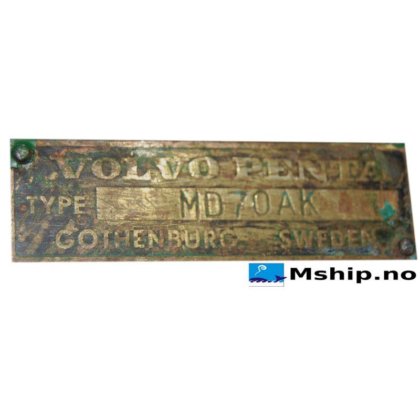 VOLVO PENTA
TYPE MD70AK
GOTHENBURG SWEDEN
Mship.no